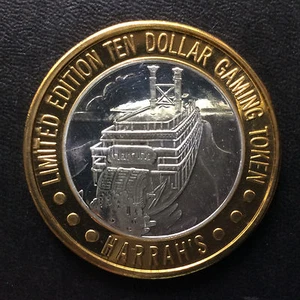 LIMITED EDITION TEN DOLLAR GAMING TOKEN
HARRAH'S